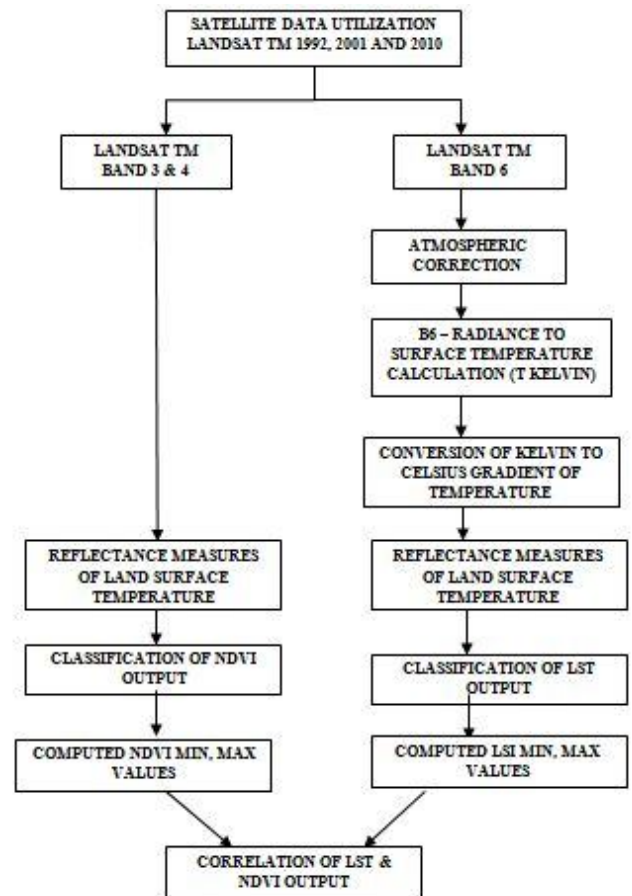 SATELLITE DATA UTILIZATION
LANDSAT TM 1992, 2001 AND 2010
LANDSAT TM
BAND 3 & 4
LANDSAT TM
BAND 6
ATMOSPHERIC
CORRECTION
B6 – RADIANCE TO
SURFACE TEMPERATURE
CALCULATION (T KELVIN)
CONVERSION OF KELVIN TO
CELSIUS GRADIENT OF
TEMPERATURE
REFLECTANCE MEASURES
OF LAND SURFACE
TEMPERATURE
REFLECTANCE MEASURES
OF LAND SURFACE
TEMPERATURE
CLASSIFICATION OF NDVI
OUTPUT
CLASSIFICATION OF LST
OUTPUT
COMPUTED NDVI MIN, MAX
VALUES
COMPUTED LSI MIN, MAX
VALUES
CORRELATION OF LST &
NDVI OUTPUT